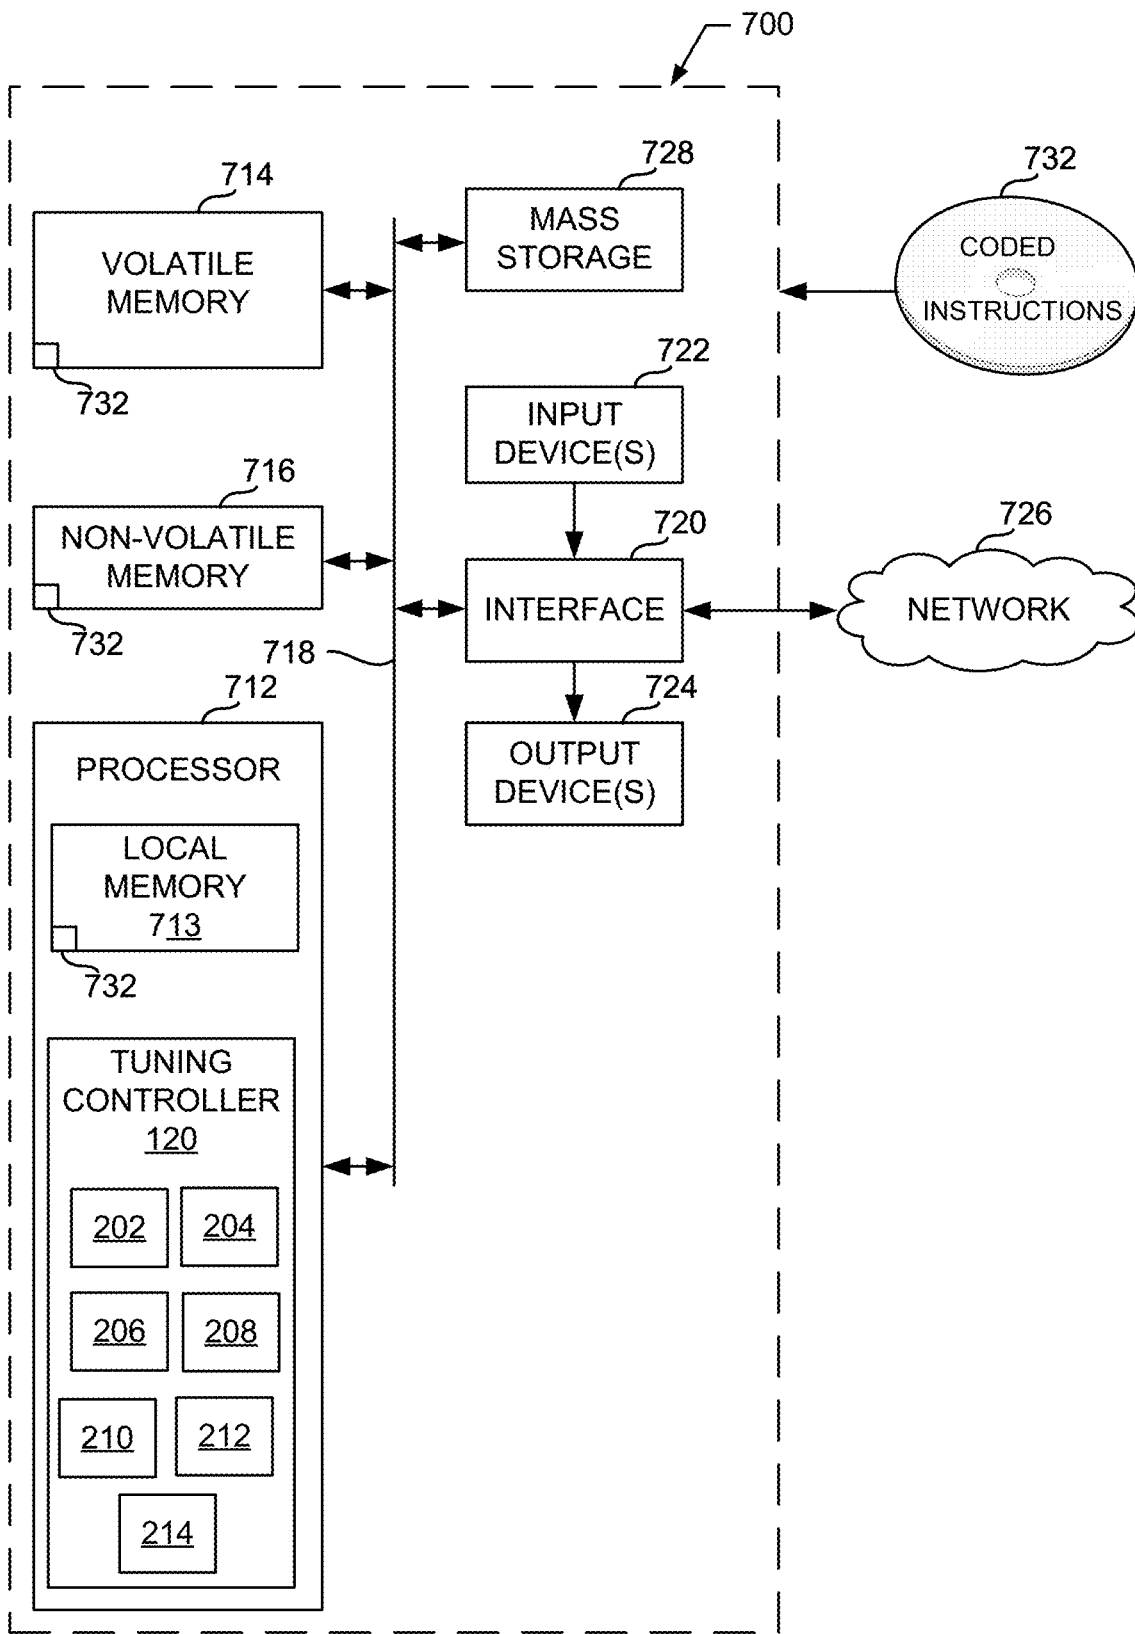 700
714
VOLATILE
MEMORY
732
728
MASS
STORAGE
732
CODED
INSTRUCTIONS
722
INPUT
DEVICE(S)
716
NON-VOLATILE
MEMORY
732
720
INTERFACE
726
NETWORK
718
724
OUTPUT
DEVICE(S)
712
PROCESSOR
LOCAL
MEMORY
713
732
TUNING
CONTROLLER
120
202
204
206
208
210
212
214